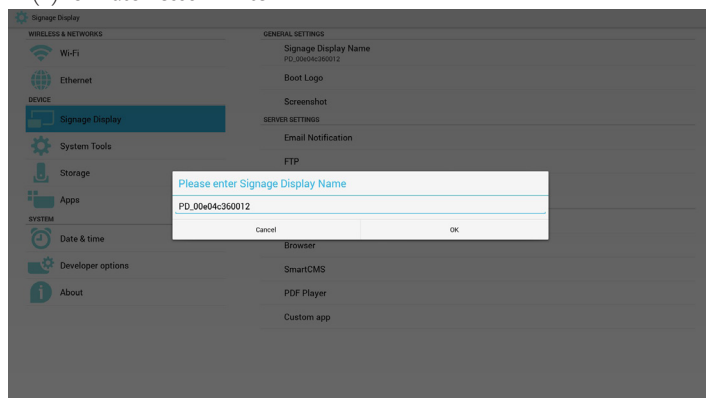 Signage Display
WIRELESS & NETWORKS
Wi-Fi
Ethernet
DEVICE
Signage Display
System Tools
Storage
Apps
SYSTEM
Date & time
Developer options
About
GENERAL SETTINGS
Signage Display Name
PD_00e04c360012
Boot Logo
Screenshot
SERVER SETTINGS
Email Notification
FTP
Please enter Signage Display Name
PD_00e04c360012
Cancel
OK
Browser
SmartCMS
PDF Player
Custom app